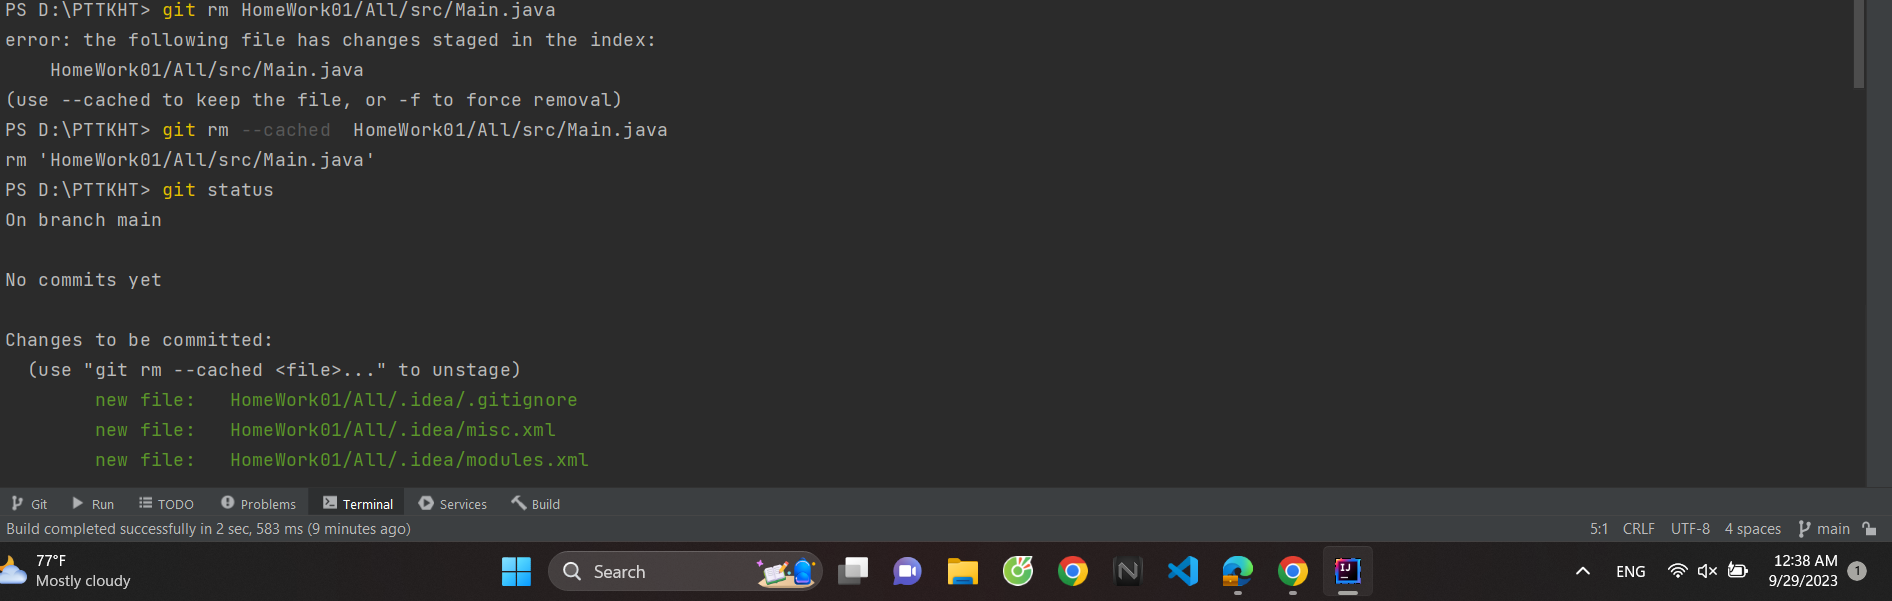 PS D:\PTTKHT> git rm HomeWork01/All/src/Main.java
error: the following file has changes staged in the index:
    HomeWork01/All/src/Main.java
(use --cached to keep the file, or -f to force removal)
PS D:\PTTKHT> git rm --cached  HomeWork01/All/src/Main.java
rm 'HomeWork01/All/src/Main.java'
PS D:\PTTKHT> git status
On branch main
No commits yet
Changes to be committed:
  (use "git rm --cached <file>..." to unstage)
        new file:   HomeWork01/All/.idea/.gitignore
        new file:   HomeWork01/All/.idea/misc.xml
        new file:   HomeWork01/All/.idea/modules.xml
Git Run TODO Problems Terminal Services Build
Build completed successfully in 2 sec, 583 ms (9 minutes ago) 5:1 CRLF UTF-8 4 spaces main
77°F
Mostly cloudy
Search
IJ
ENG
12:38 AM
9/29/2023
1